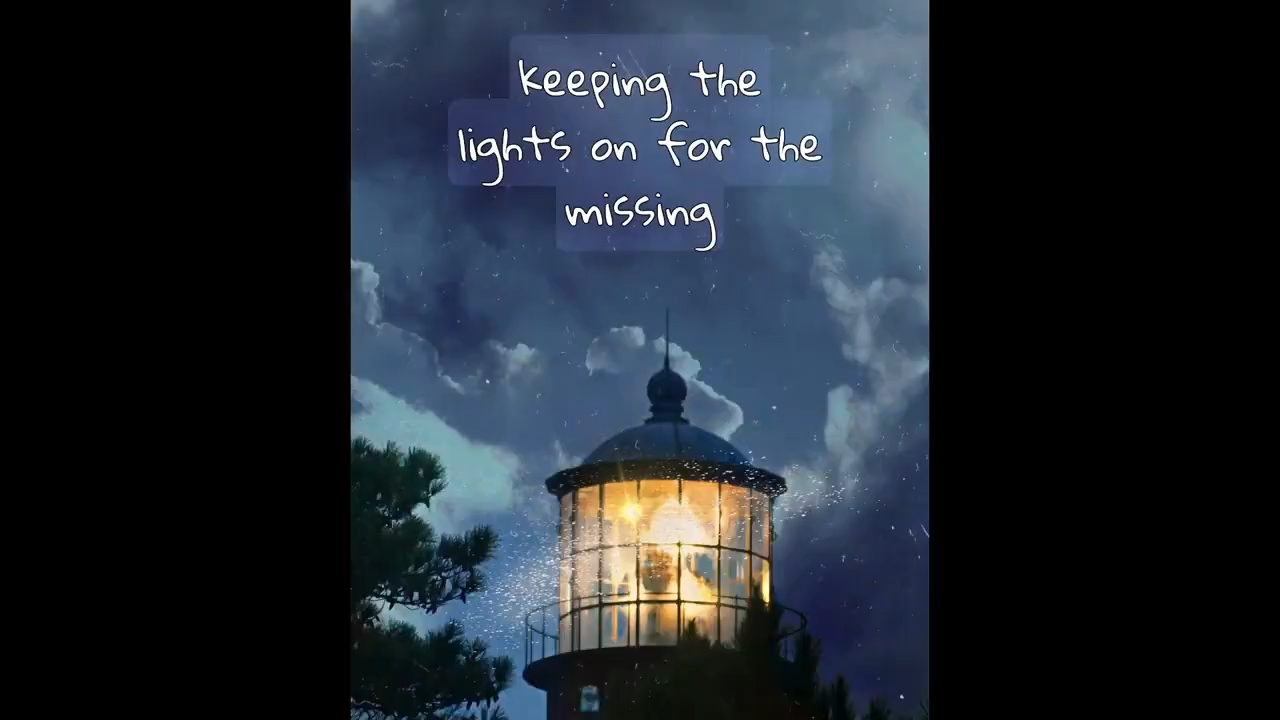 keeping the
lights on for the
missing